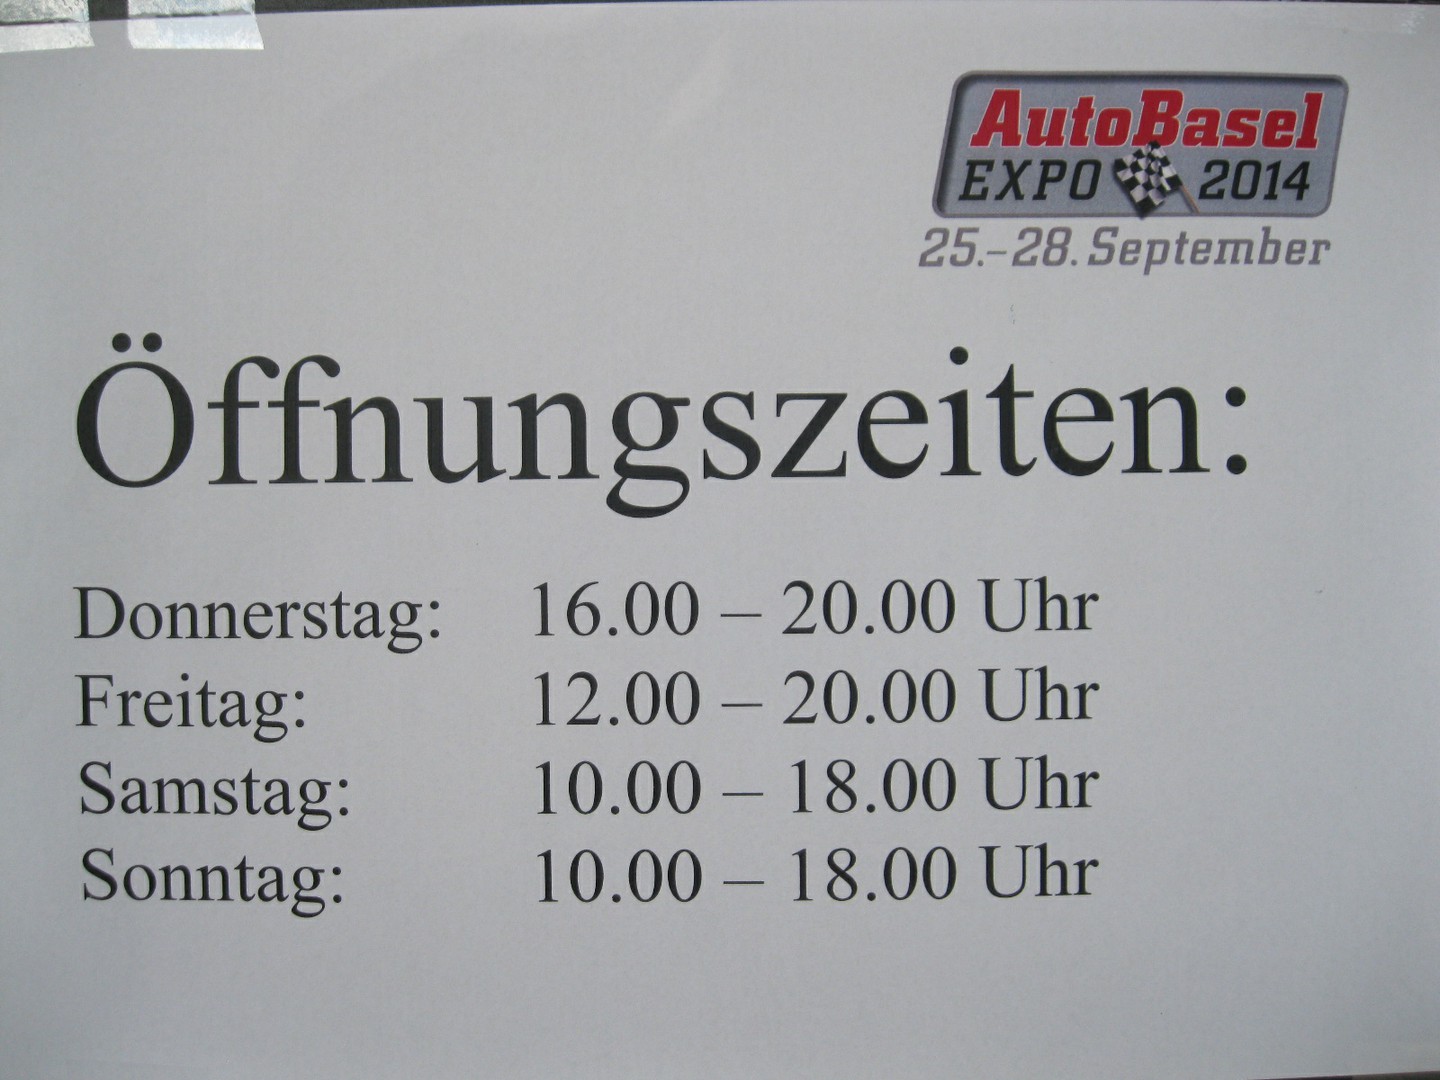 AutoBasel
EXPO 2014
25.–28. September
Öffnungszeiten:
Donnerstag: 16.00 – 20.00 Uhr
Freitag: 12.00 – 20.00 Uhr
Samstag: 10.00 – 18.00 Uhr
Sonntag: 10.00 – 18.00 Uhr